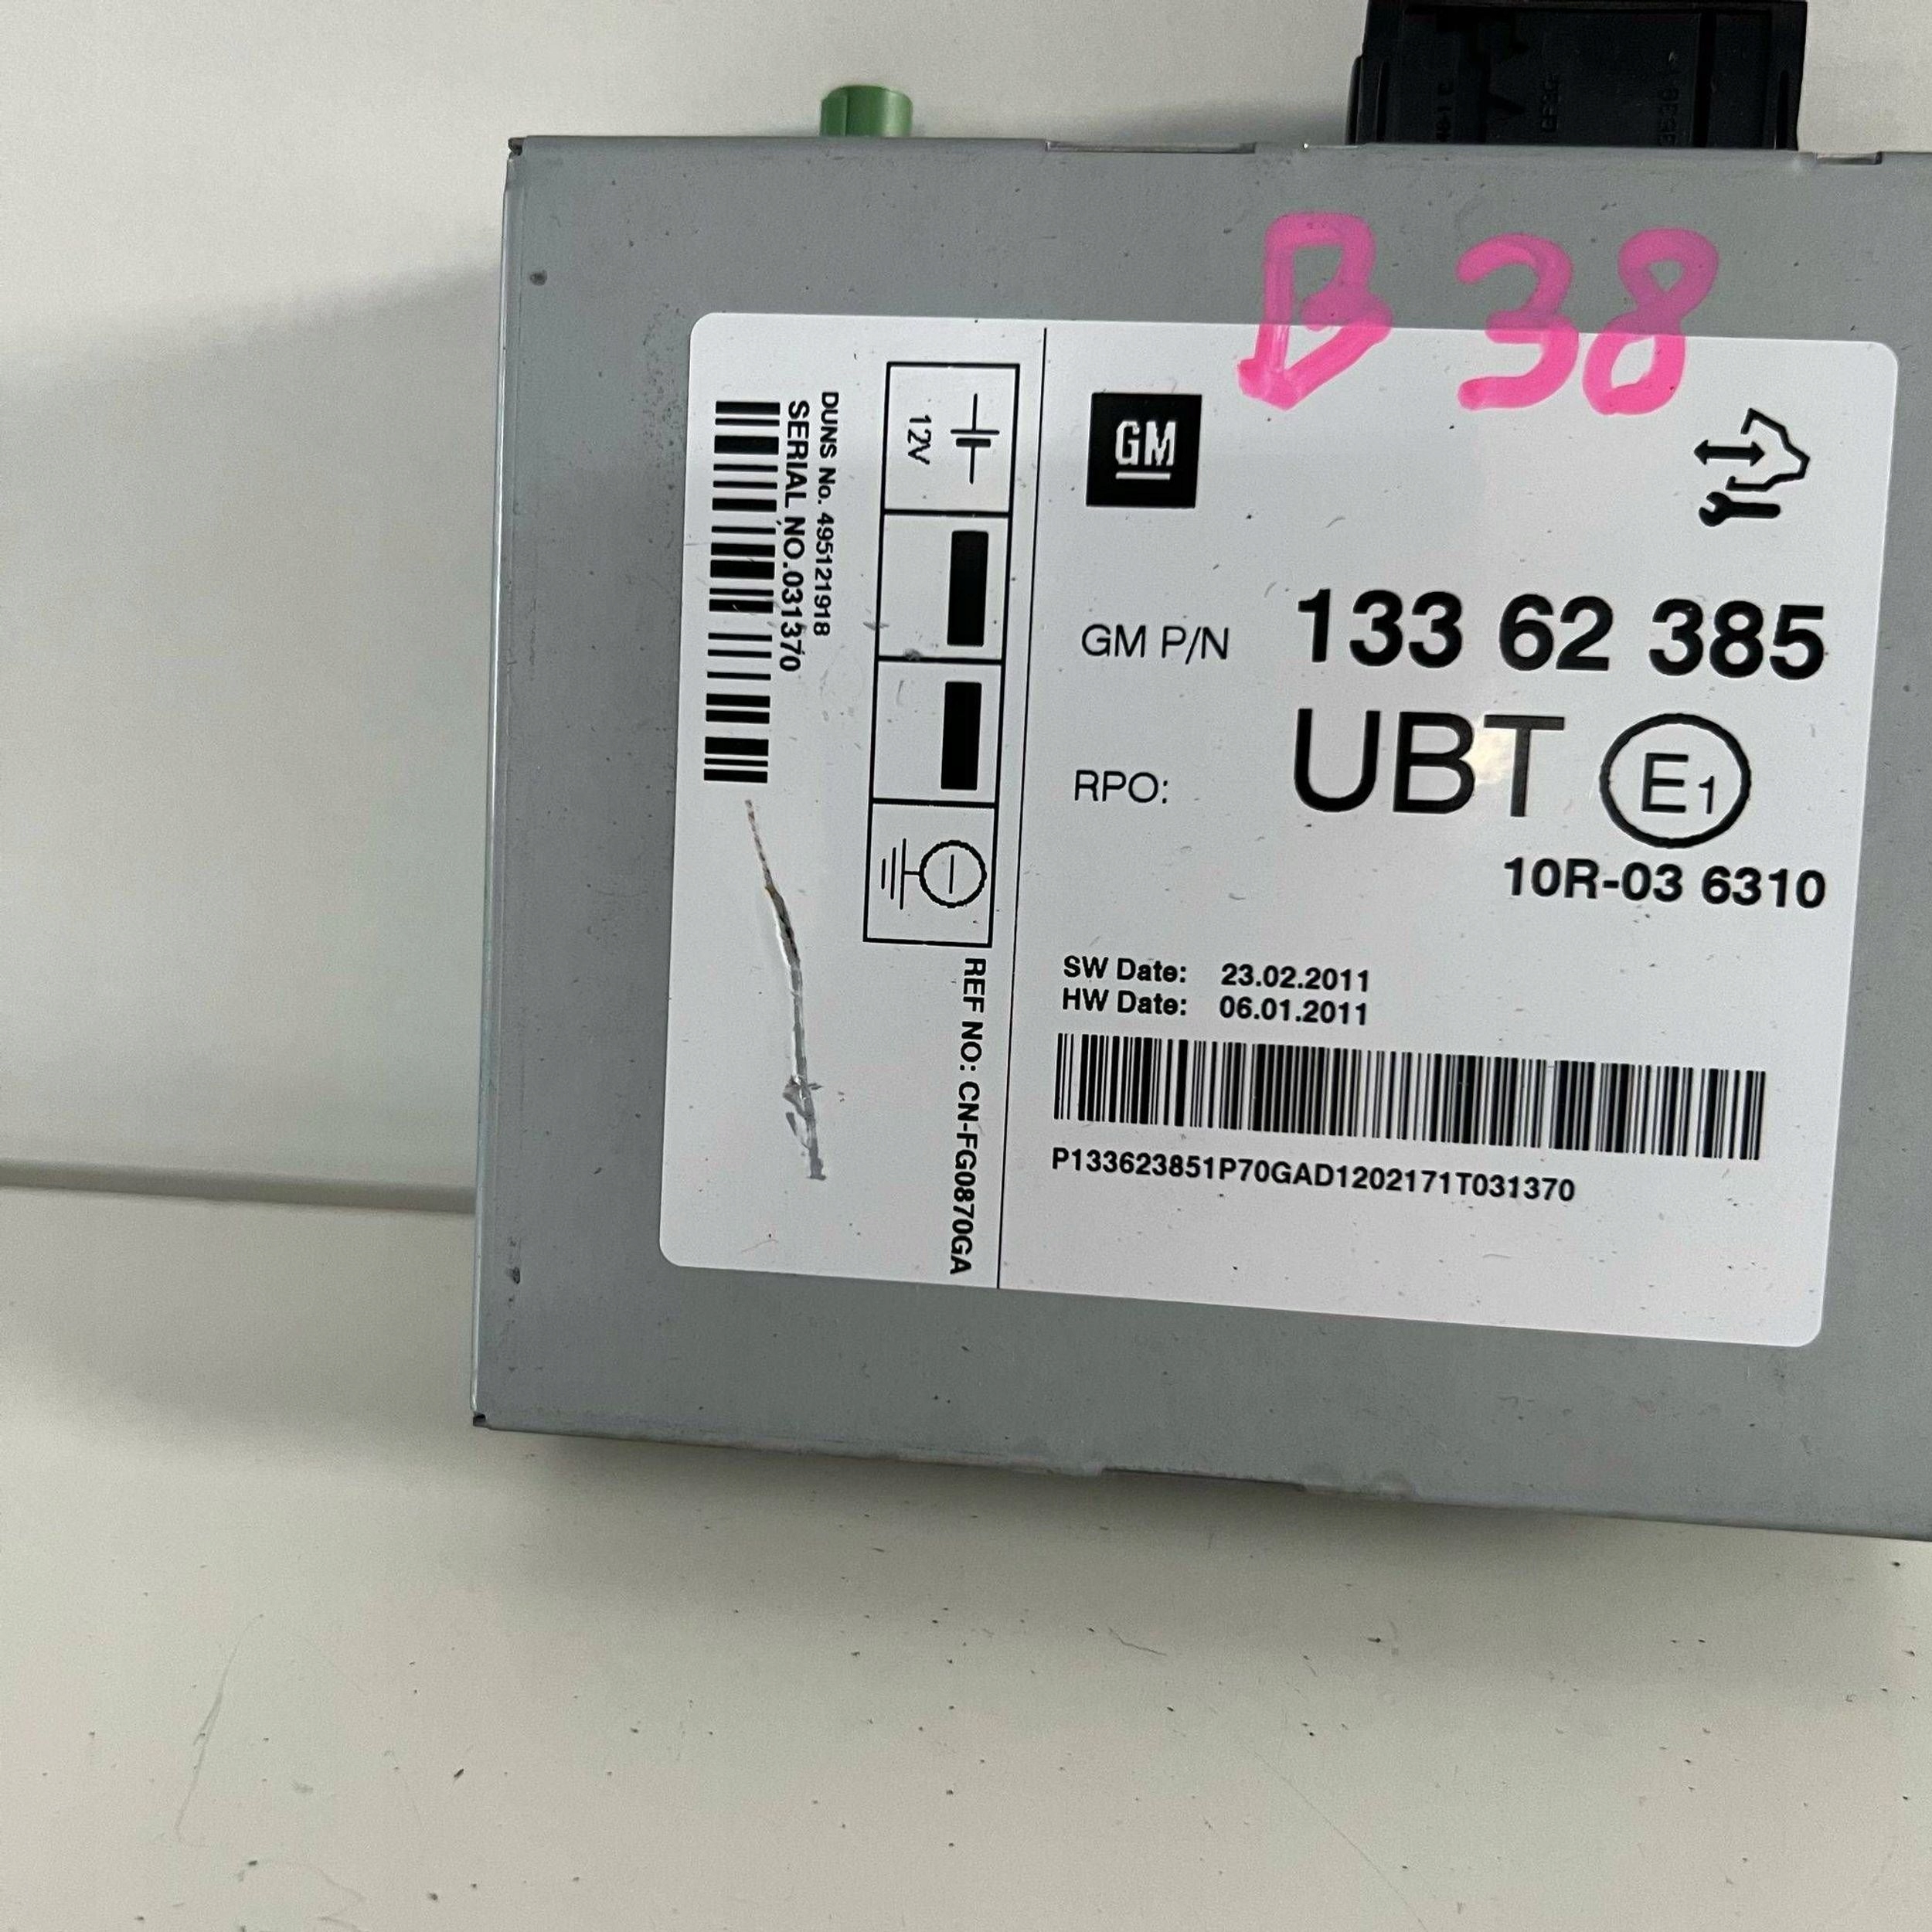 B 38
GM
GM P/N 133 62 385
RPO: UBT E1
10R-03 6310
SW Date: 23.02.2011
HW Date: 06.01.2011
P133623851P70GAD1202171T031370
12V
DUNS No. 495121918
SERIAL NO.031370
REF NO: CN-FG0870GA